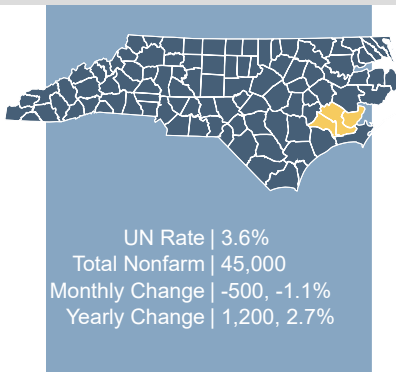 UN Rate | 3.6%
Total Nonfarm | 45,000
Monthly Change | -500, -1.1%
Yearly Change | 1,200, 2.7%